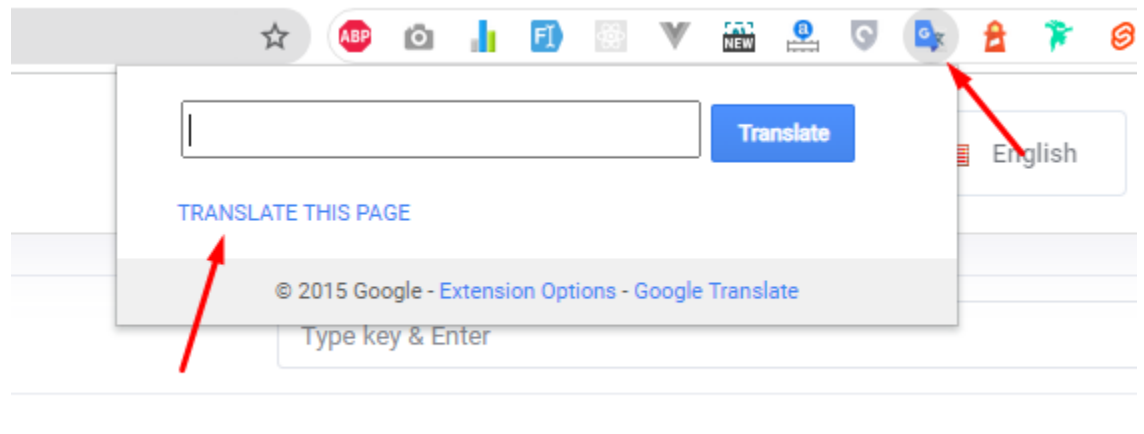 ABP
FI
NEW
a
G
Translate
English
TRANSLATE THIS PAGE
© 2015 Google - Extension Options - Google Translate
Type key & Enter